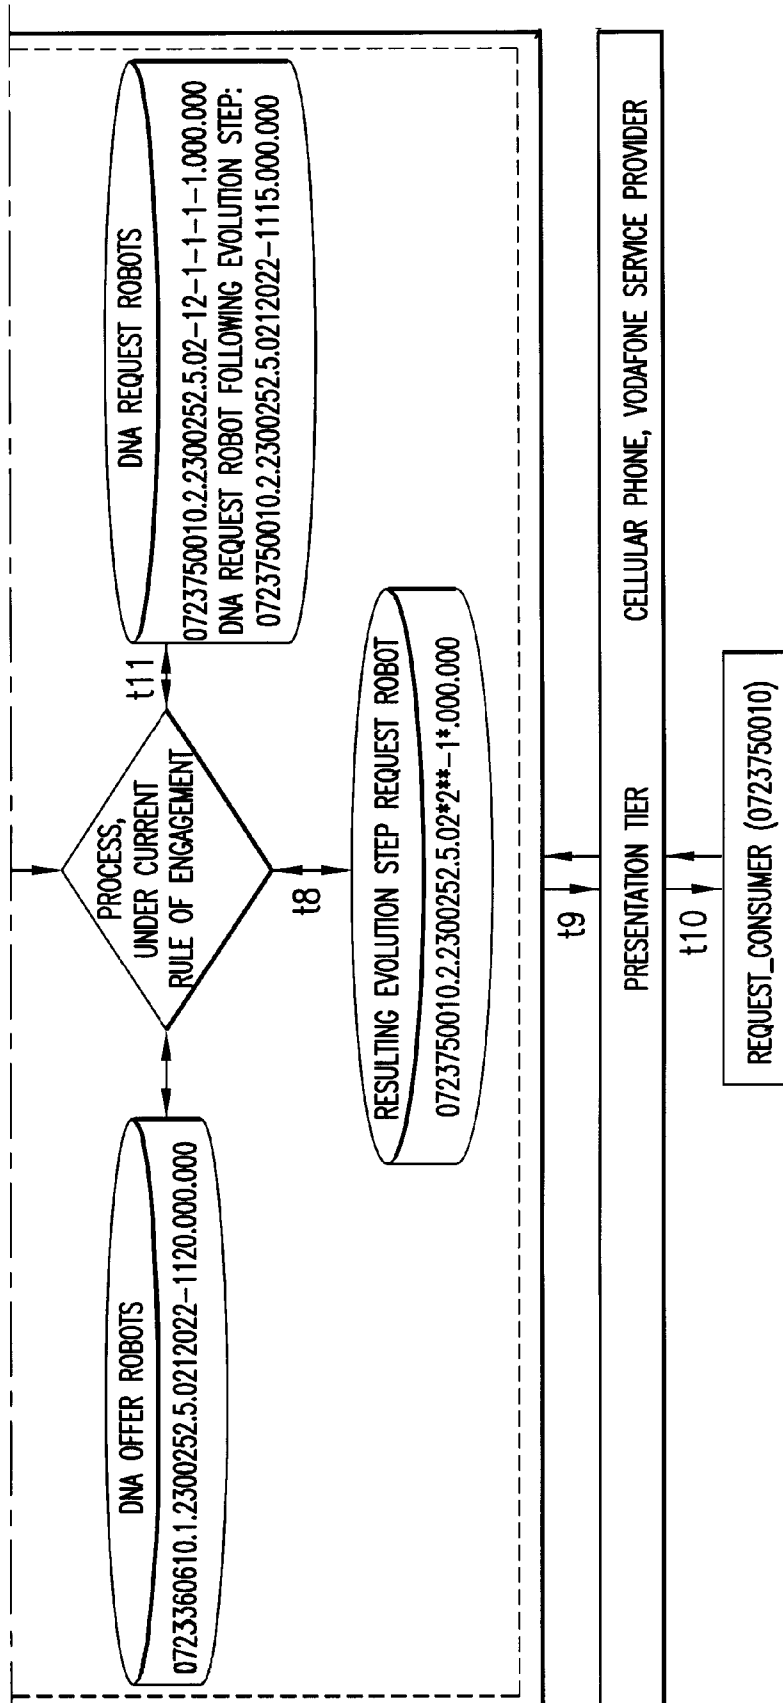 DNA OFFER ROBOTS
0723360610.1.2300252.5.0212022-1120.000.000
PROCESS,
UNDER CURRENT
RULE OF ENGAGEMENT
t11
DNA REQUEST ROBOTS
0723750010.2.2300252.5.02-12-1-1-1-1.000.000
DNA REQUEST ROBOT FOLLOWING EVOLUTION STEP:
0723750010.2.2300252.5.0212022-1115.000.000
t8
RESULTING EVOLUTION STEP REQUEST ROBOT
0723750010.2.2300252.5.02*2**-1*.000.000
t9
PRESENTATION TIER
CELLULAR PHONE, VODAFONE SERVICE PROVIDER
t10
REQUEST_CONSUMER (0723750010)